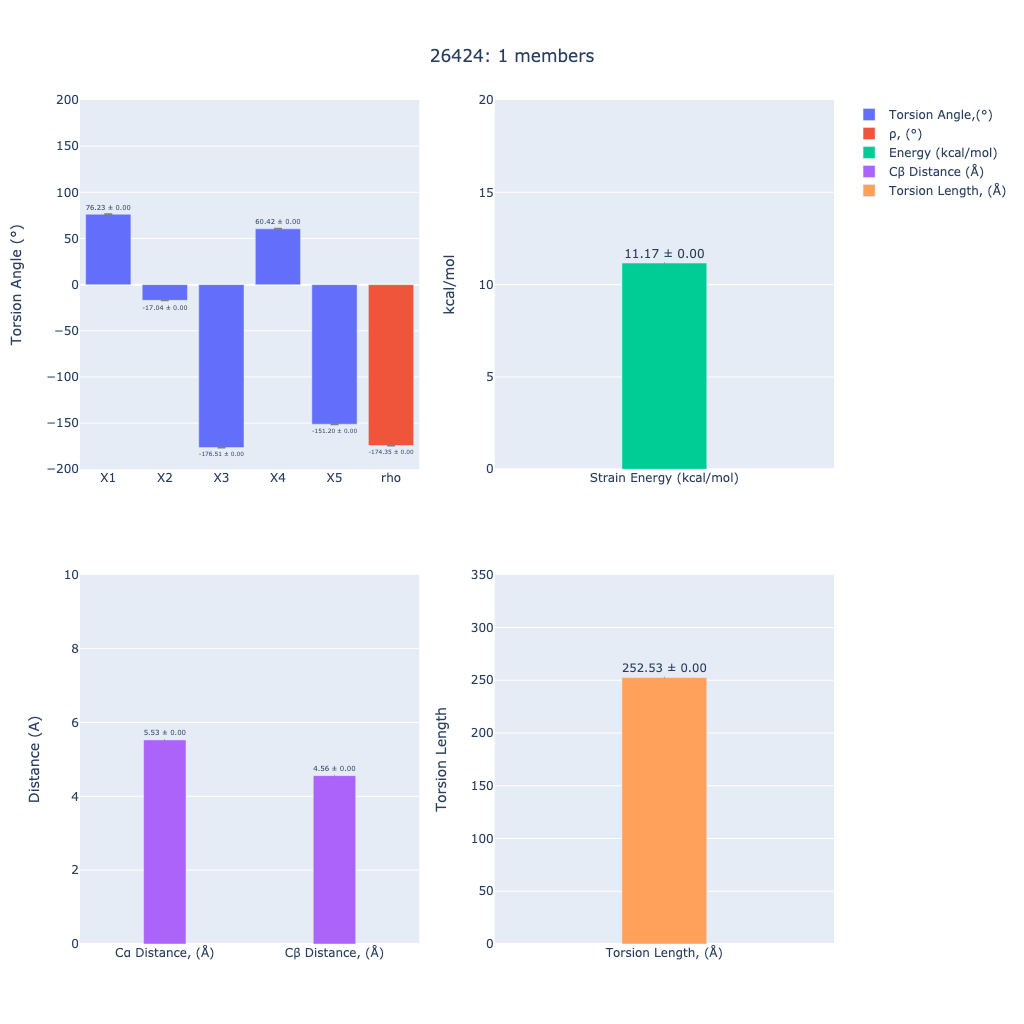 26424: 1 members
Torsion Angle (°)
200
150
100
50
0
−50
−100
−150
−200
76.23 ± 0.00
-17.04 ± 0.00
-176.51 ± 0.00
60.42 ± 0.00
-151.20 ± 0.00
-174.35 ± 0.00
X1 X2 X3 X4 X5 rho
kcal/mol
20
15
10
5
0
11.17 ± 0.00
Strain Energy (kcal/mol)
Torsion Angle,(°)
ρ, (°)
Energy (kcal/mol)
Cβ Distance (Å)
Torsion Length, (Å)
Distance (A)
10
8
6
4
2
0
5.53 ± 0.00
4.56 ± 0.00
Cα Distance, (Å) Cβ Distance, (Å)
Torsion Length
350
300
250
200
150
100
50
0
252.53 ± 0.00
Torsion Length, (Å)